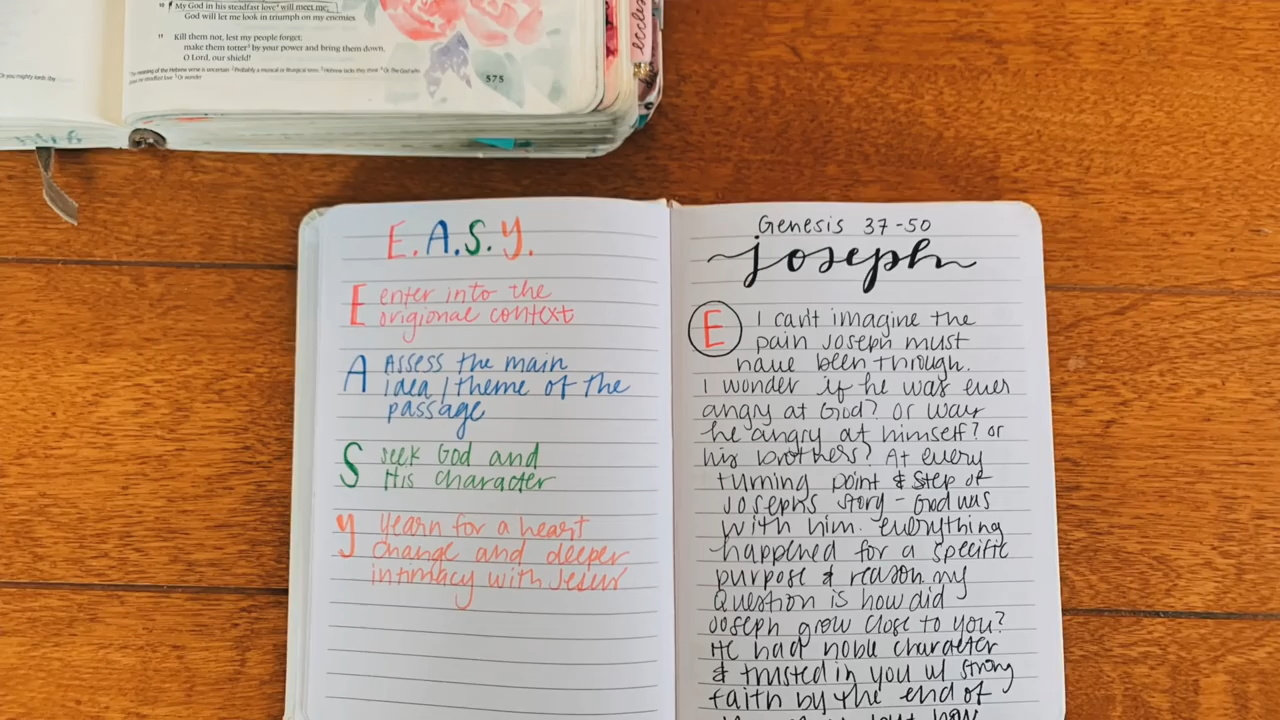 10 My God in his steadfast love¹ will meet me;
God will let me look in triumph on my enemies.
11 Kill them not, lest my people forget;
make them totter² by your power and bring them down,
O Lord, our shield!
575
eccles
E.A.S.Y.
E enter into the
origional context
A Assess the main
idea/theme of the
passage
S seek God and
His character
Y Yearn for a heart
change and deeper
intimacy with Jesus
Genesis 37-50
joseph
E I can't imagine the
pain Joseph must
have been through.
I wonder if he was ever
angry at God? or was
he angry at himself? or
his brothers? At every
turning point & step of
Josephs story - God was
with him. everything
happened for a specific
purpose & reason my
Question is how did
Joseph grow close to you?
He had noble character
& trusted in you w/ strong
faith by the end of